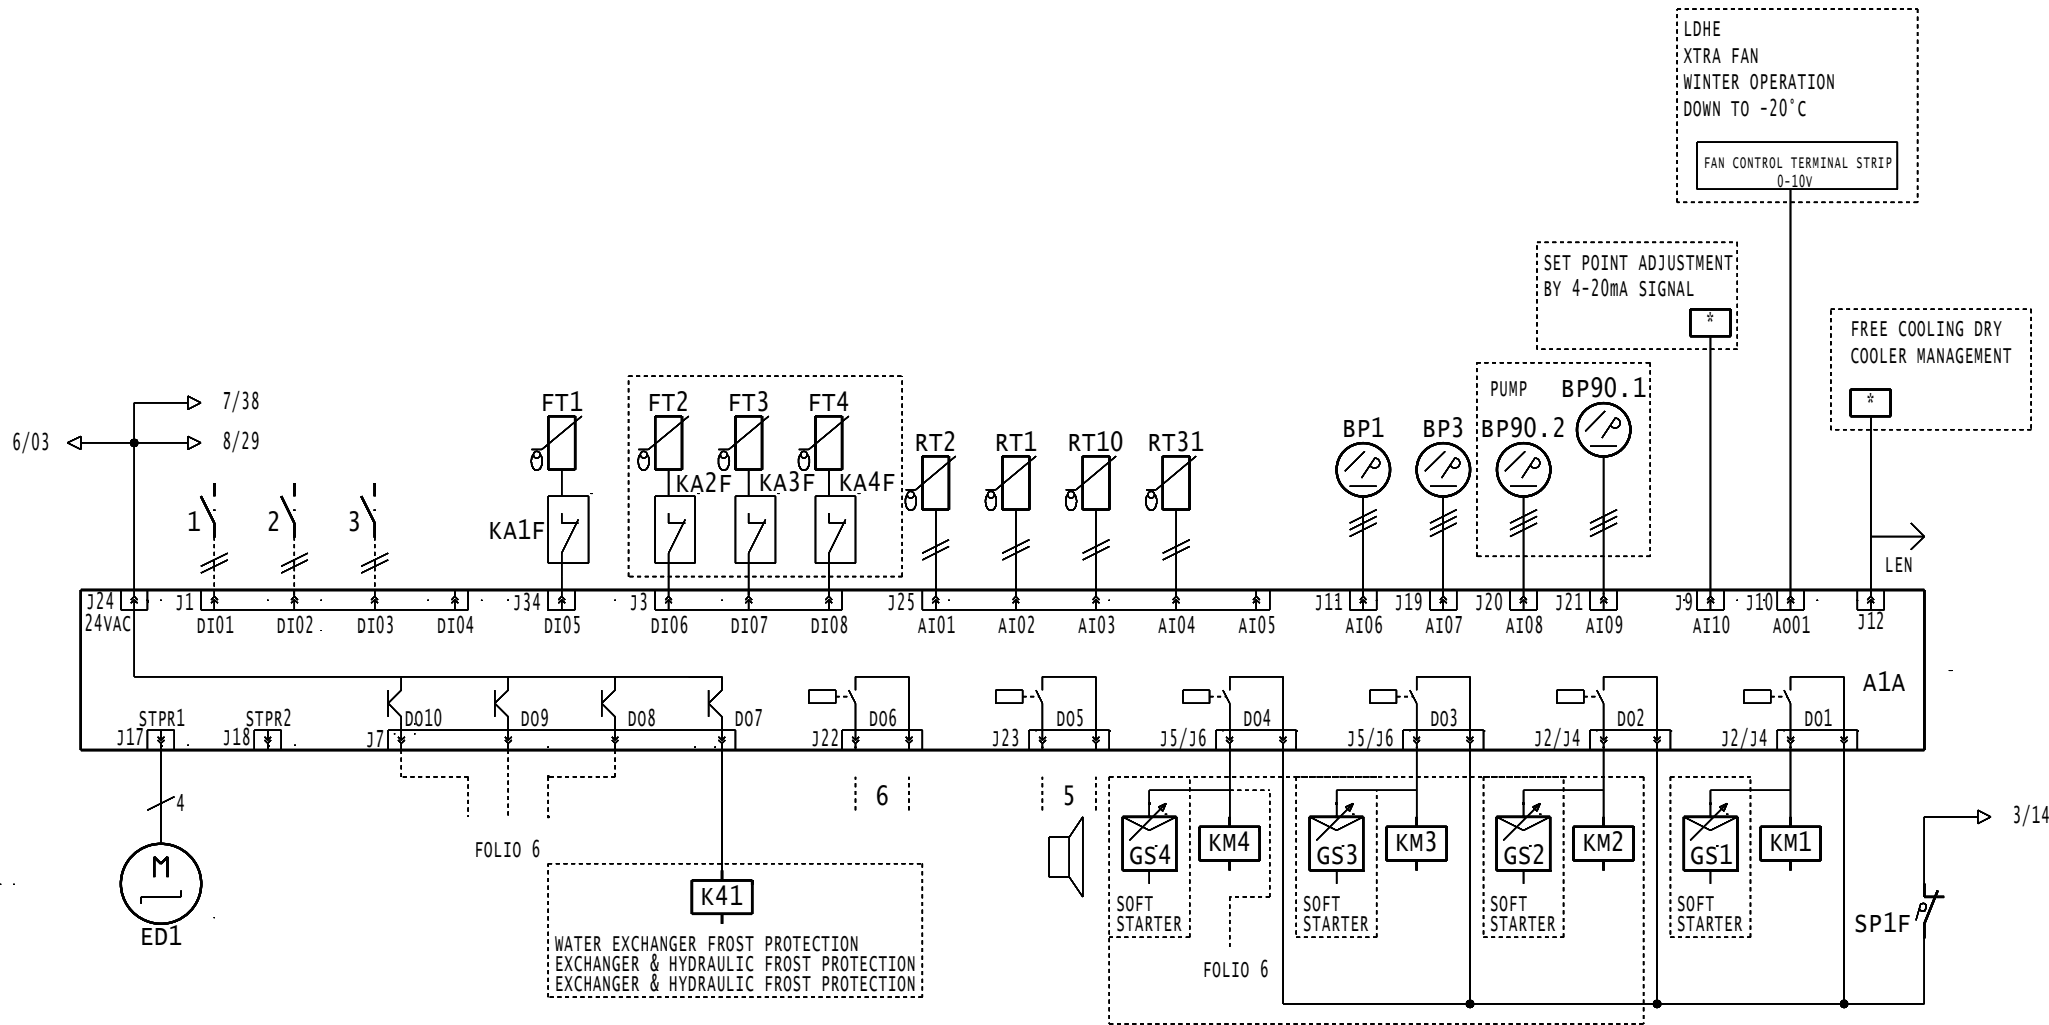 LDHE
XTRA FAN
WINTER OPERATION
DOWN TO -20°C
FAN CONTROL TERMINAL STRIP
0-10V
SET POINT ADJUSTMENT
BY 4-20mA SIGNAL
*
FREE COOLING DRY
COOLER MANAGEMENT
*
LEN
PUMP
BP90.1
BP90.2
BP1
BP3
7/38
6/03
8/29
FT1
FT2
FT3
FT4
KA1F
KA2F
KA3F
KA4F
RT2
RT1
RT10
RT31
1
2
3
J24
J1
J34
J3
J25
J11
J19
J20
J21
J9
J10
J12
24VAC
DI01
DI02
DI03
DI04
DI05
DI06
DI07
DI08
AI01
AI02
AI03
AI04
AI05
AI06
AI07
AI08
AI09
AI10
AO01
A1A
STPR1
STPR2
DO10
DO9
DO8
DO7
DO6
DO5
DO4
DO3
DO2
DO1
J17
J18
J7
J22
J23
J5/J6
J5/J6
J2/J4
J2/J4
4
M
ED1
FOLIO 6
6
5
K41
WATER EXCHANGER FROST PROTECTION
EXCHANGER & HYDRAULIC FROST PROTECTION
EXCHANGER & HYDRAULIC FROST PROTECTION
GS4
KM4
GS3
KM3
GS2
KM2
GS1
KM1
SOFT
STARTER
SOFT
STARTER
SOFT
STARTER
SOFT
STARTER
FOLIO 6
3/14
SP1F